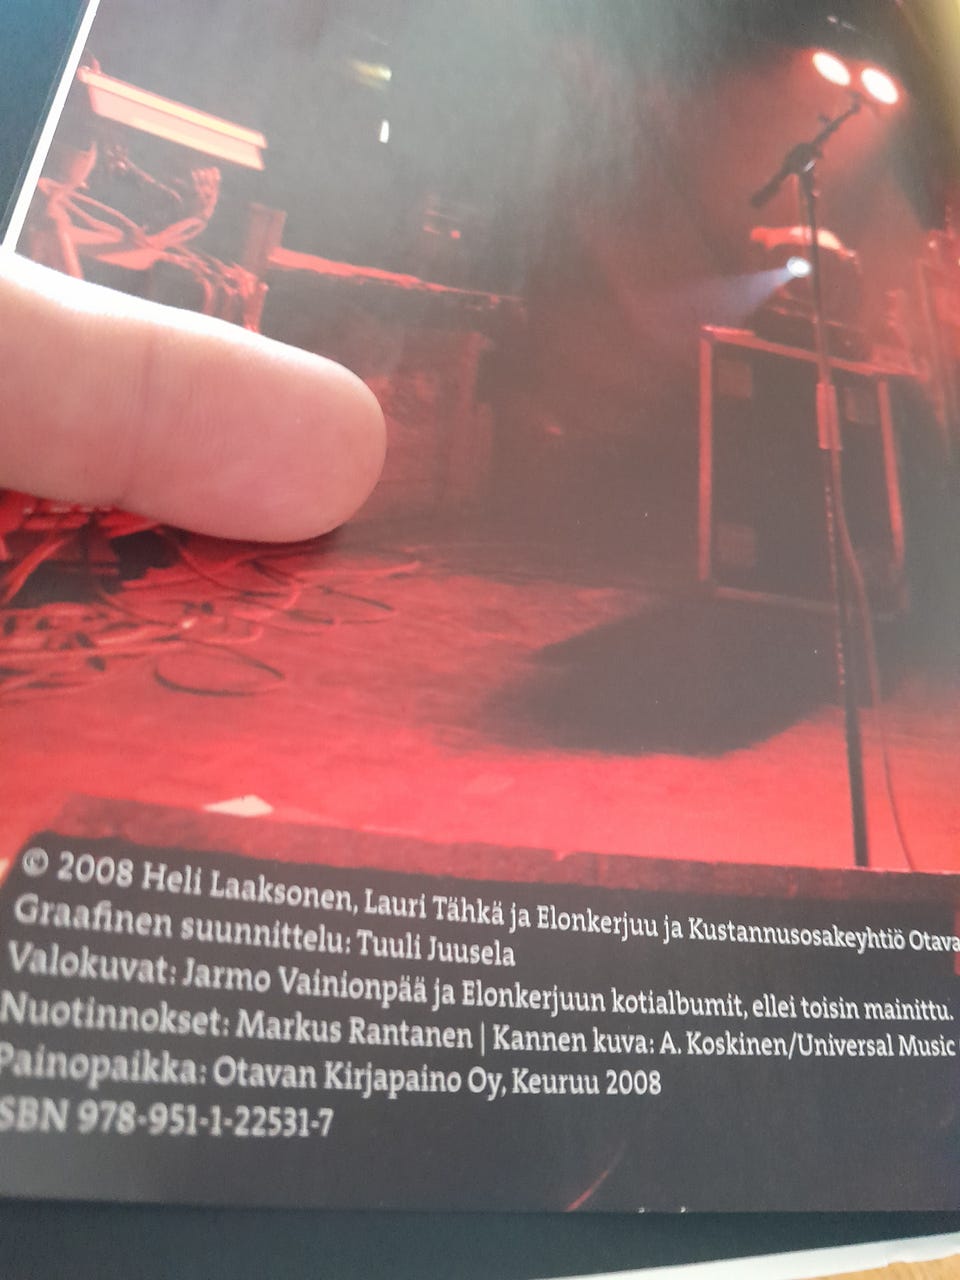 © 2008 Heli Laaksonen, Lauri Tähkä ja Elonkerjuu ja Kustannusosakeyhtiö Otava
Graafinen suunnittelu: Tuuli Juusela
Valokuvat: Jarmo Vainionpää ja Elonkerjuun kotialbumit, ellei toisin mainittu.
Nuotinnokset: Markus Rantanen | Kannen kuva: A. Koskinen/Universal Music
Painopaikka: Otavan Kirjapaino Oy, Keuruu 2008
SBN 978-951-1-22531-7